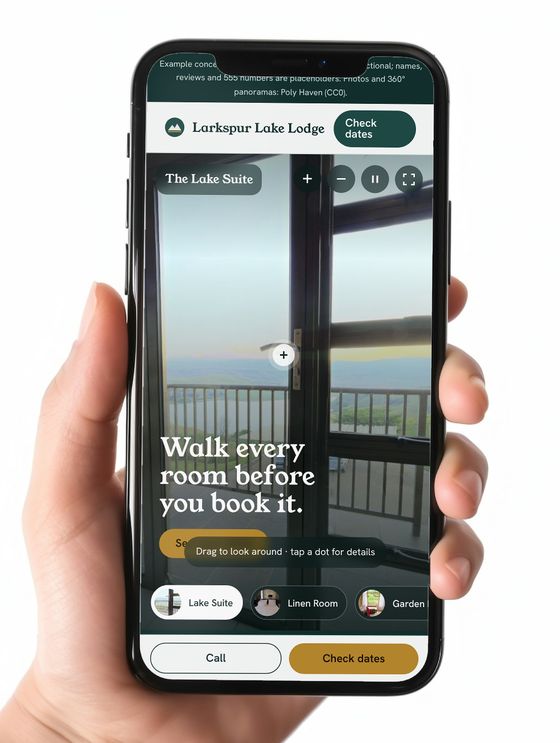 Example conce ctional; names,
reviews and 555 numbers are placeholders. Photos and 360°
panoramas: Poly Haven (CC0).
Larkspur Lake Lodge
Check
dates
The Lake Suite
Walk every
room before
you book it.
Se
Drag to look around · tap a dot for details
Lake Suite
Linen Room
Garden
Call
Check dates